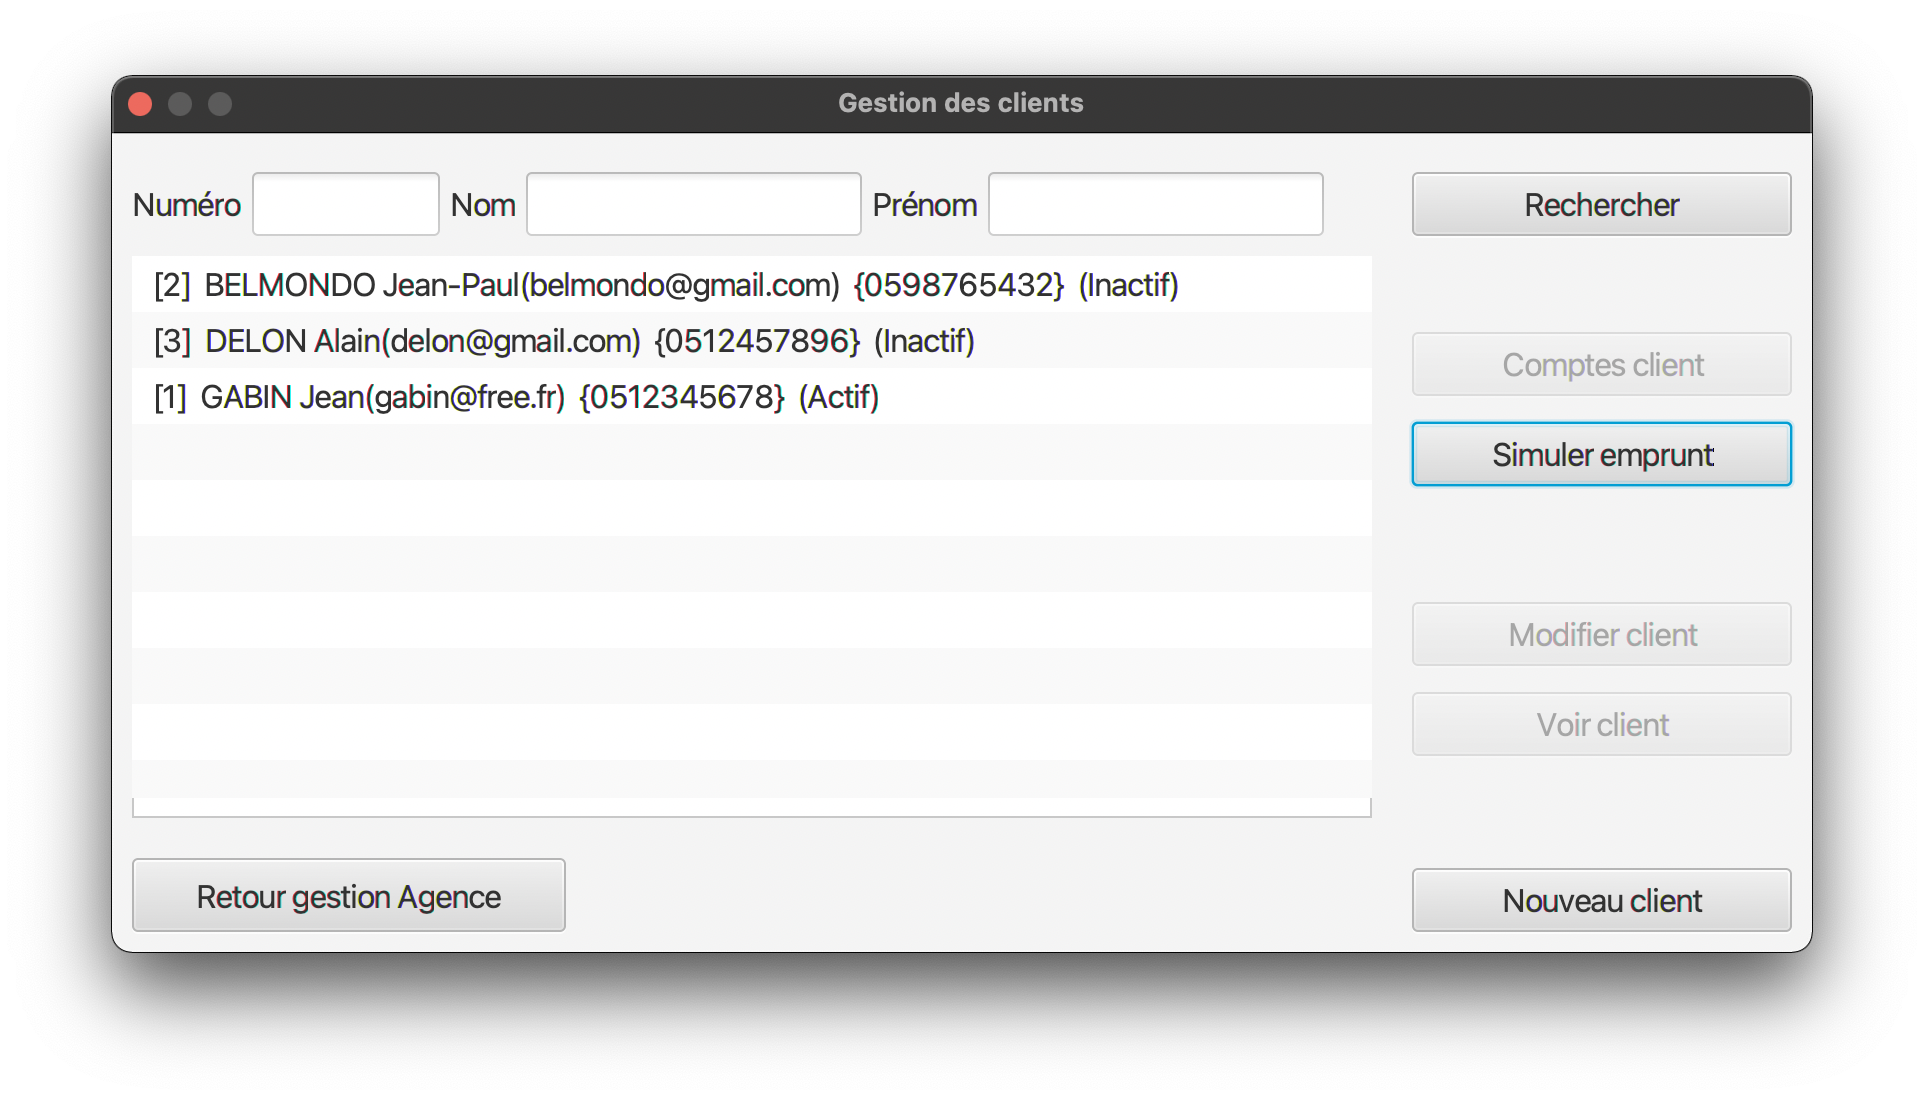 Gestion des clients
Numéro Nom Prénom Rechercher
[2] BELMONDO Jean-Paul(belmondo@gmail.com) {0598765432} (Inactif)
[3] DELON Alain(delon@gmail.com) {0512457896} (Inactif)
[1] GABIN Jean(gabin@free.fr) {0512345678} (Actif)
Comptes client
Simuler emprunt
Modifier client
Voir client
Retour gestion Agence
Nouveau client